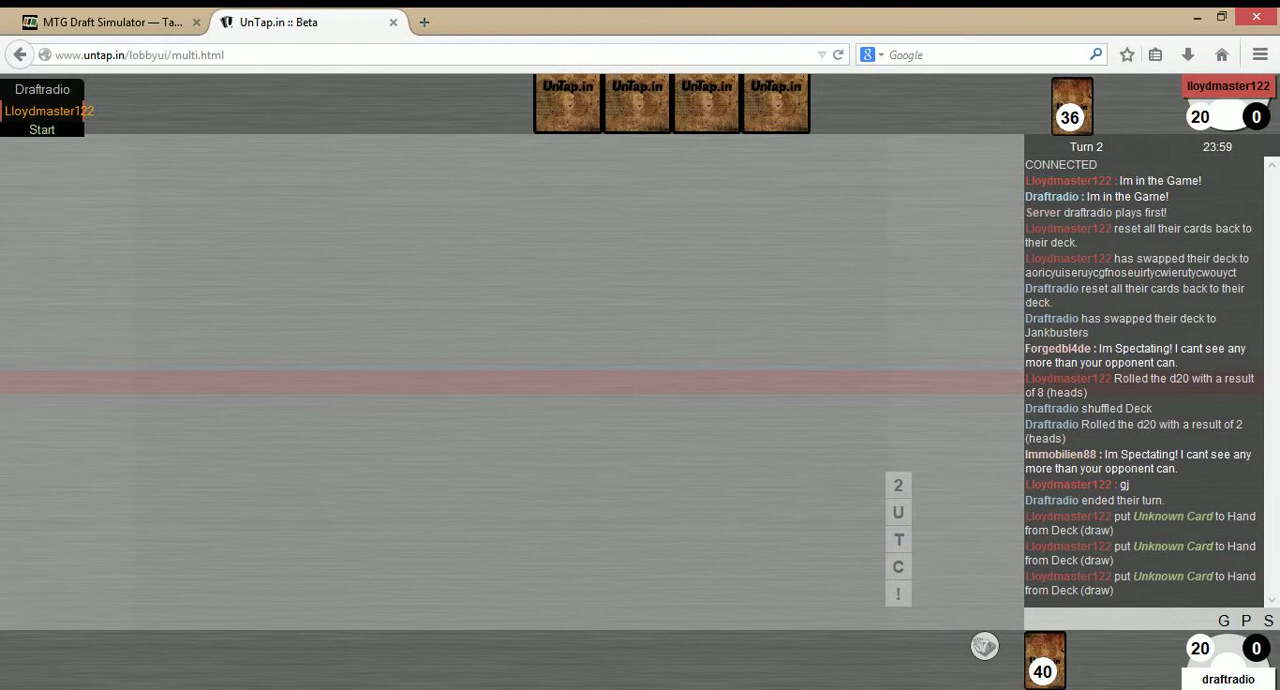 MTG Draft Simulator — Ta...
UnTap.in :: Beta
www.untap.in/lobbyui/multi.html
Google
Draftradio
Lloydmaster122
Start
UnTap.in
UnTap.in
UnTap.in
UnTap.in
36
lloydmaster122
20
0
Turn 2
23:59
CONNECTED
Lloydmaster122 : Im in the Game!
Draftradio : Im in the Game!
Server draftradio plays first!
Lloydmaster122 reset all their cards back to
their deck.
Lloydmaster122 has swapped their deck to
aoricyuiseruycgfnoseuirtycwierutycwouyct
Draftradio reset all their cards back to their
deck.
Draftradio has swapped their deck to
Jankbusters
Forgedbl4de : Im Spectating! I cant see any
more than your opponent can.
Lloydmaster122 Rolled the d20 with a result
of 8 (heads)
Draftradio shuffled Deck
Draftradio Rolled the d20 with a result of 2
(heads)
Immobilien88 : Im Spectating! I cant see any
more than your opponent can.
Lloydmaster122 : gj
Draftradio ended their turn.
Lloydmaster122 put Unknown Card to Hand
from Deck (draw)
Lloydmaster122 put Unknown Card to Hand
from Deck (draw)
Lloydmaster122 put Unknown Card to Hand
from Deck (draw)
2
U
T
C
!
G P S
40
20
0
draftradio